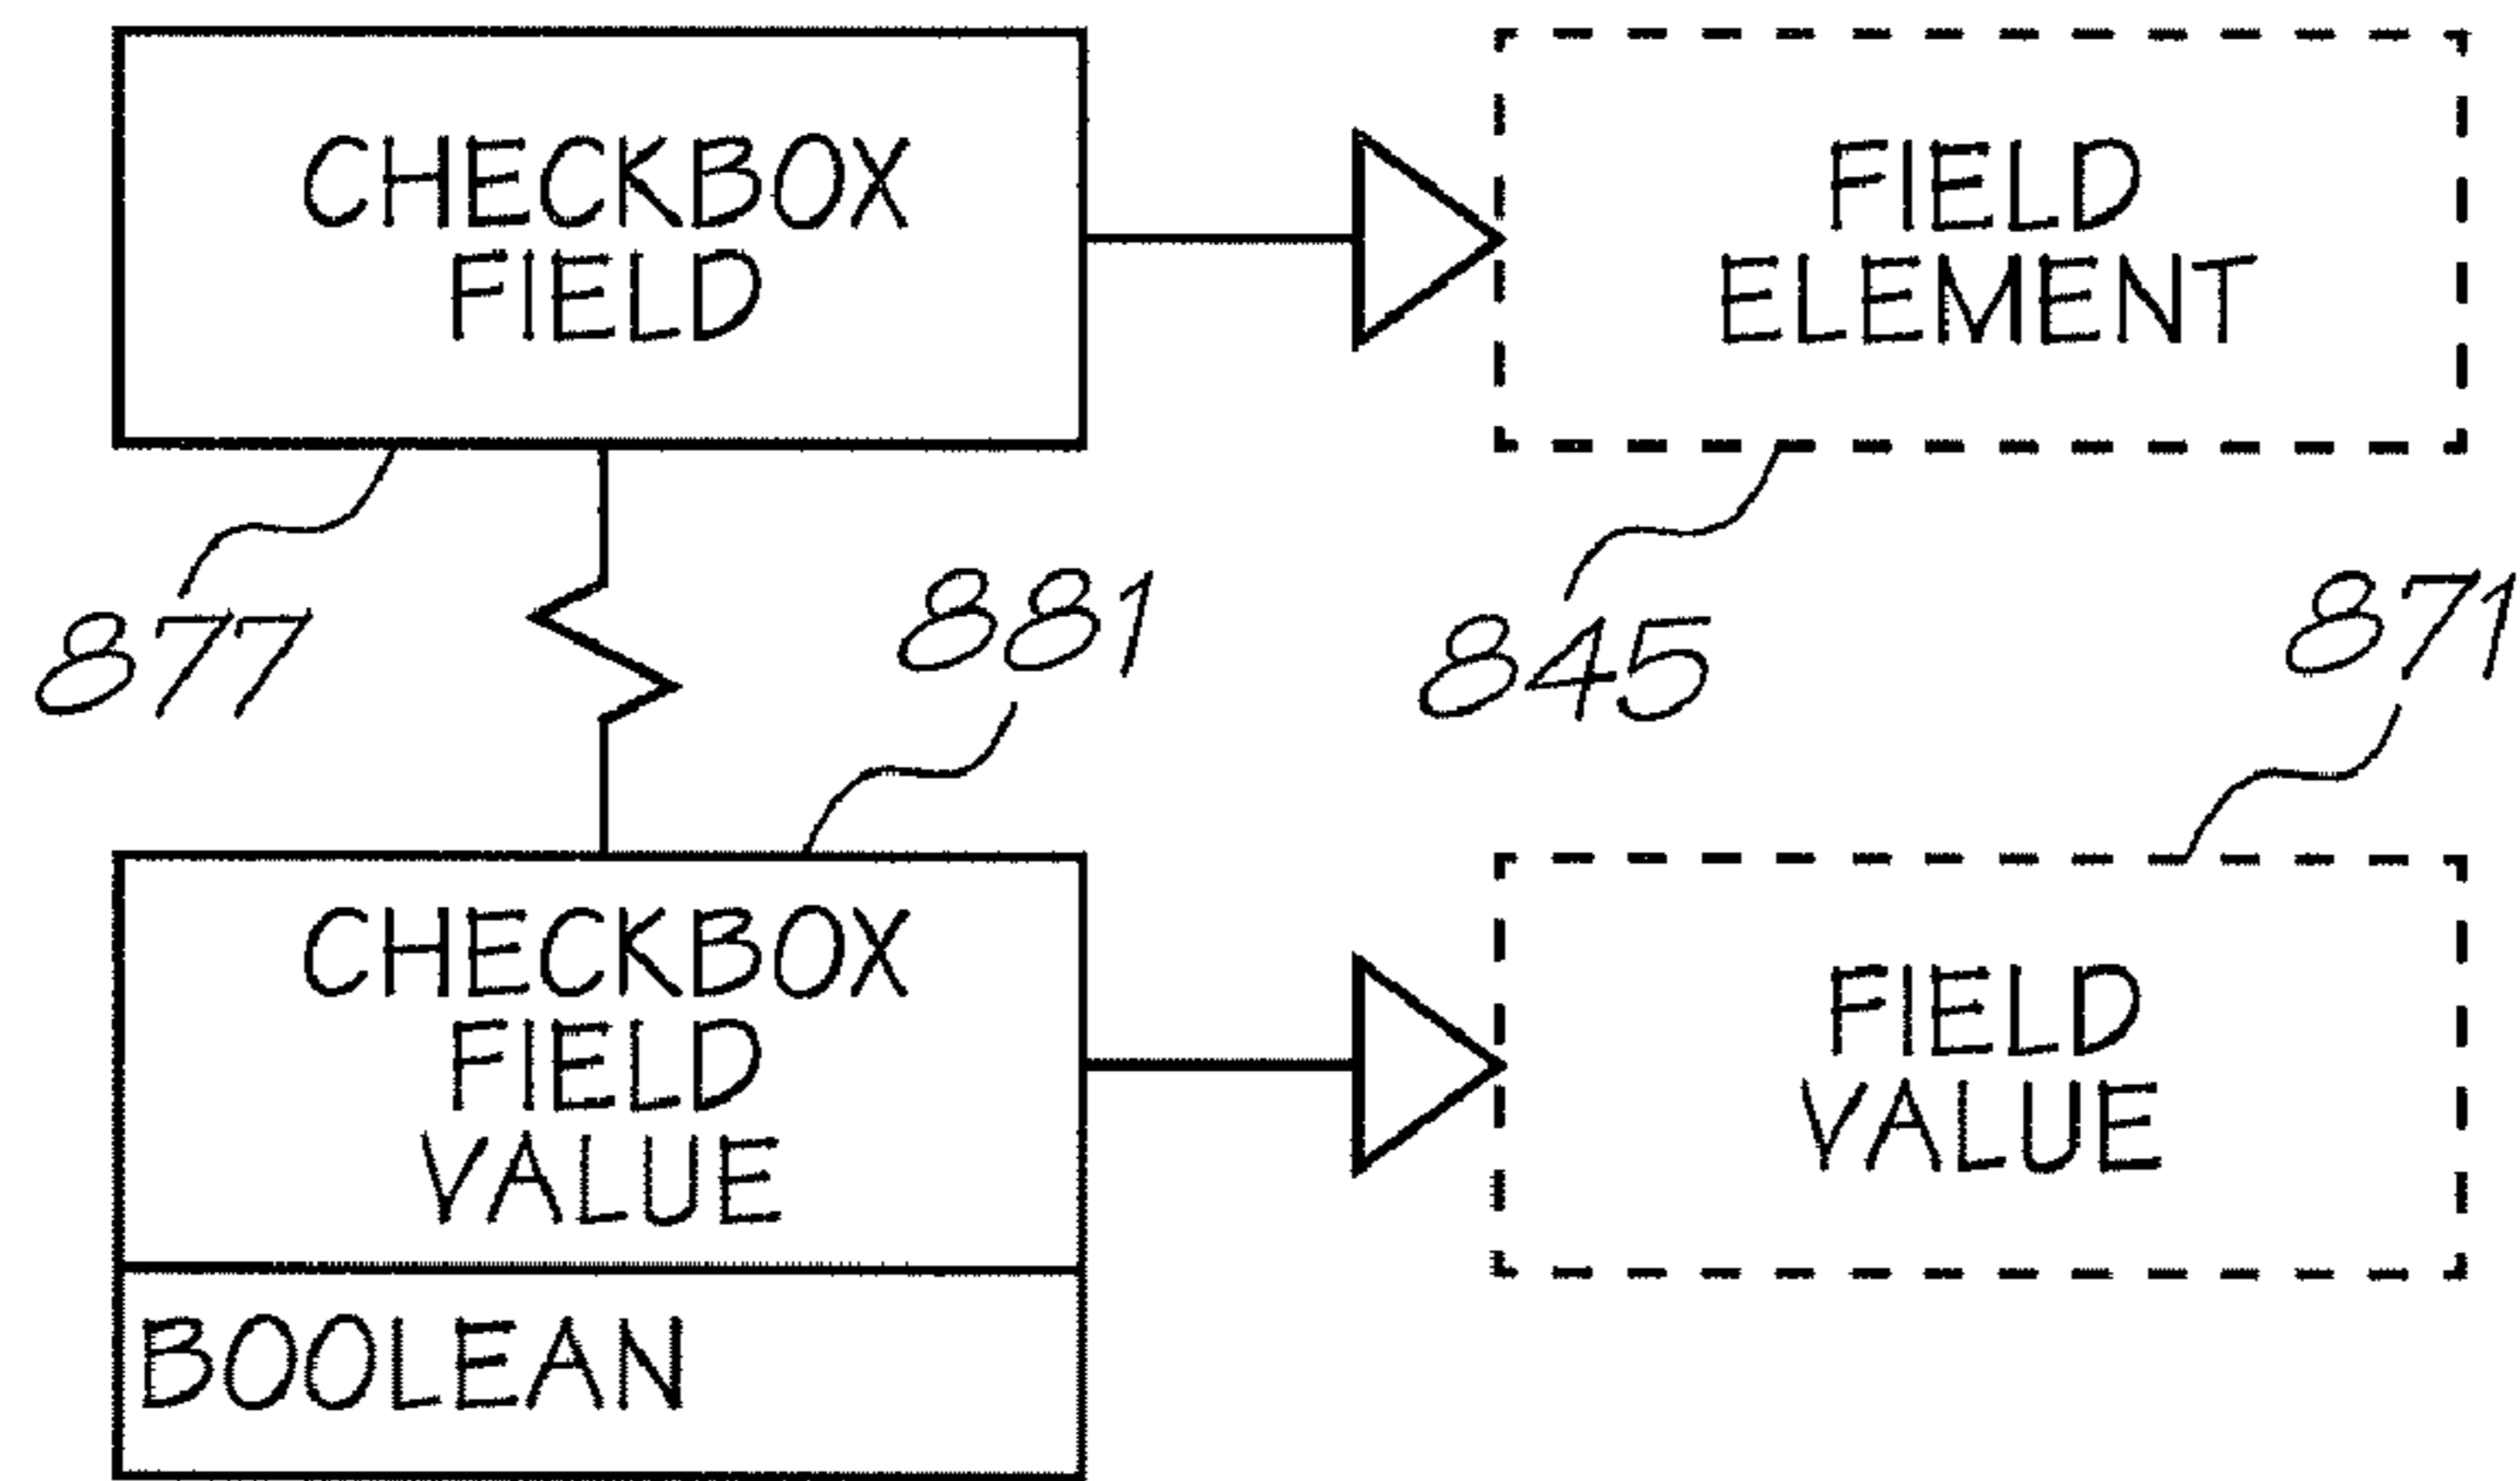 CHECKBOX
FIELD
FIELD
ELEMENT
877
881
845
871
CHECKBOX
FIELD
VALUE
BOOLEAN
FIELD
VALUE